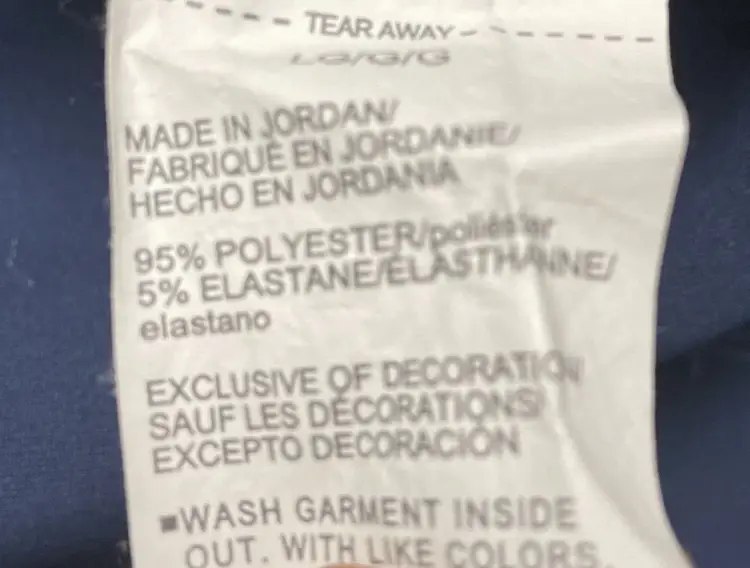 TEAR AWAY
LG/G/G
MADE IN JORDAN/
FABRIQUÉ EN JORDANIE/
HECHO EN JORDANIA
95% POLYESTER/poliéster
5% ELASTANE/ÉLASTHANNE/
elastano
EXCLUSIVE OF DECORATION
SAUF LES DÉCORATIONS/
EXCEPTO DECORACIÓN
■WASH GARMENT INSIDE
OUT. WITH LIKE COLORS.